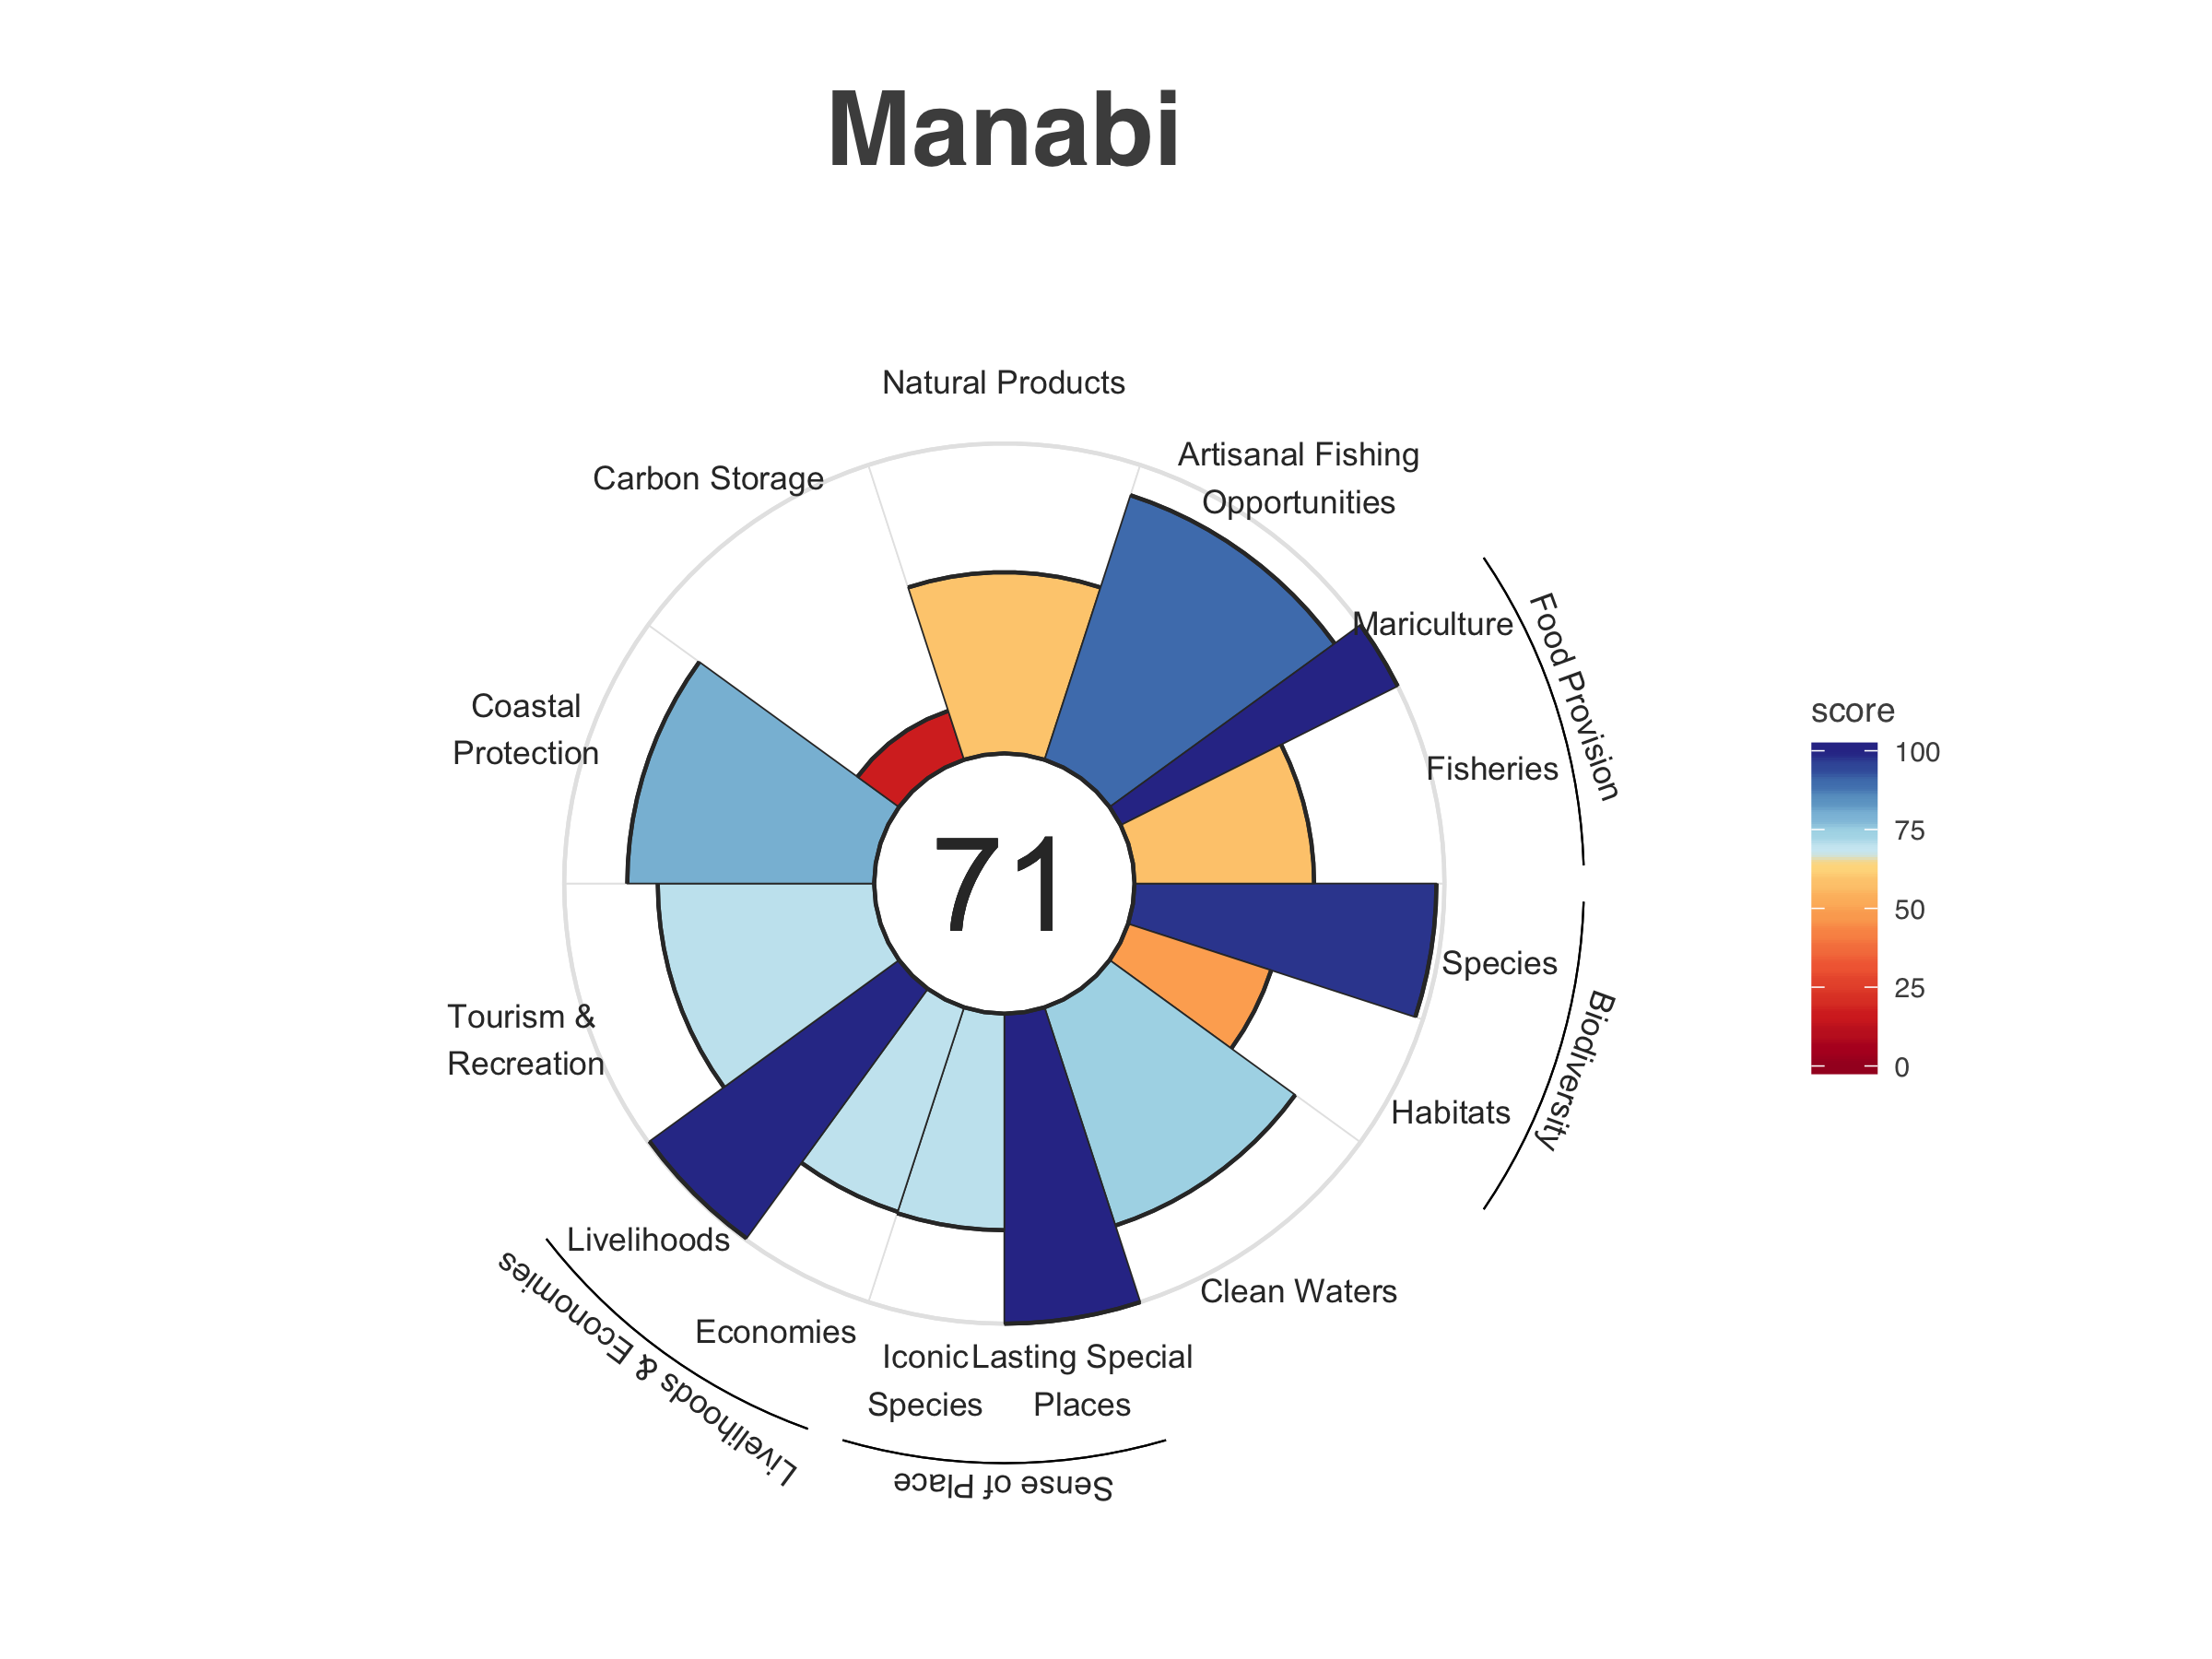 Manabi
Natural Products
Artisanal Fishing
Opportunities
Carbon Storage
Mariculture
Food Provision
Coastal
Protection
Fisheries
71
Species
Biodiversity
Tourism &
Recreation
Habitats
Livelihoods
Clean Waters
Economies
Livelihoods & Economies
Iconic
Species
Lasting Special
Places
Sense of Place
score
100
75
50
25
0